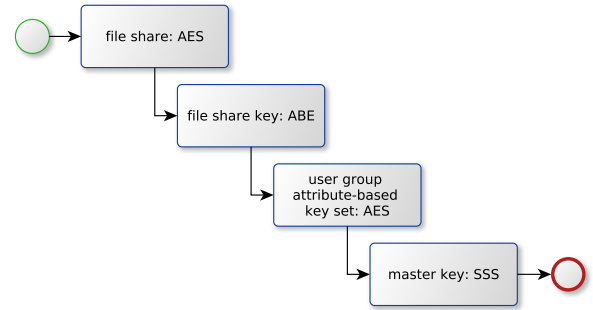 file share: AES
file share key: ABE
user group
attribute-based
key set: AES
master key: SSS